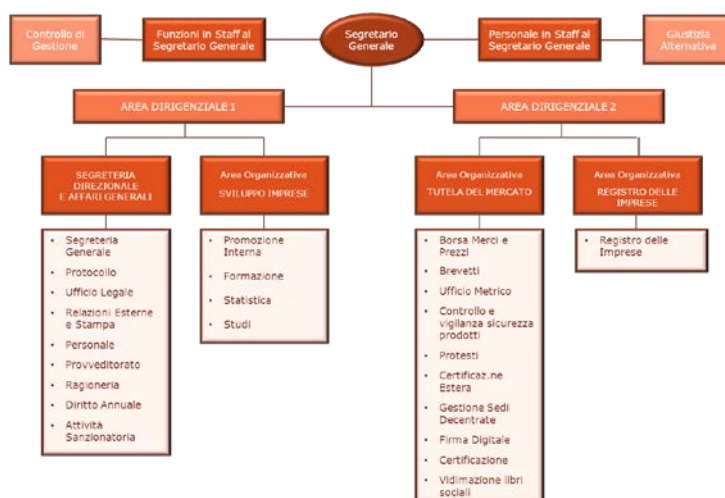 Controllo di
Gestione
Funzioni in Staff al
Segretario Generale
Segretario
Generale
Personale in Staff al
Segretario Generale
Giustizia
Alternativa
AREA DIRIGENZIALE 1
AREA DIRIGENZIALE 2
SEGRETERIA
DIREZIONALE
E AFFARI GENERALI
Area Organizzativa
SVILUPPO IMPRESE
Area Organizzativa
TUTELA DEL MERCATO
Area Organizzativa
REGISTRO DELLE
IMPRESE
• Segreteria
Generale
• Protocollo
• Ufficio Legale
• Relazioni Esterne
e Stampa
• Personale
• Provveditorato
• Ragioneria
• Diritto Annuale
• Attività
Sanzionatoria
• Promozione
Interna
• Formazione
• Statistica
• Studi
• Borsa Merci e
Prezzi
• Brevetti
• Ufficio Metrico
• Controllo e
vigilanza sicurezza
prodotti
• Protesti
• Certificaz.ne
Estera
• Gestione Sedi
Decentrate
• Firma Digitale
• Certificazione
• Vidimazione libri
sociali
• Registro delle
Imprese